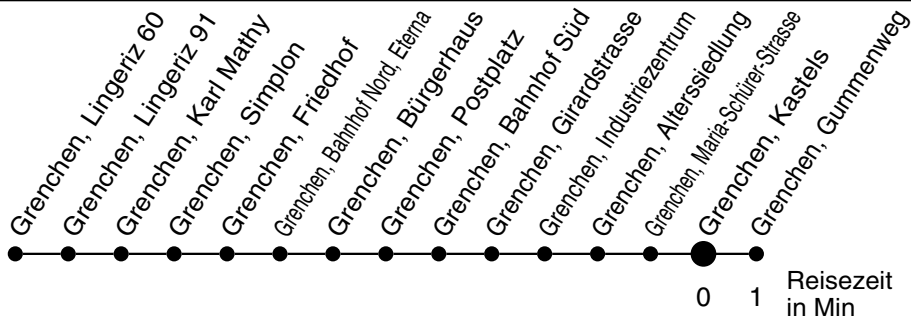 Grenchen, Lingeriz 60
Grenchen, Lingeriz 91
Grenchen, Karl Mathy
Grenchen, Simplon
Grenchen, Friedhof
Grenchen, Bahnhof Nord, Eterna
Grenchen, Bürgerhaus
Grenchen, Postplatz
Grenchen, Bahnhof Süd
Grenchen, Girardstrasse
Grenchen, Industriezentrum
Grenchen, Alterssiedlung
Grenchen, Maria-Schürer-Strasse
Grenchen, Kastels
Grenchen, Gummenweg
0 1 Reisezeit
in Min